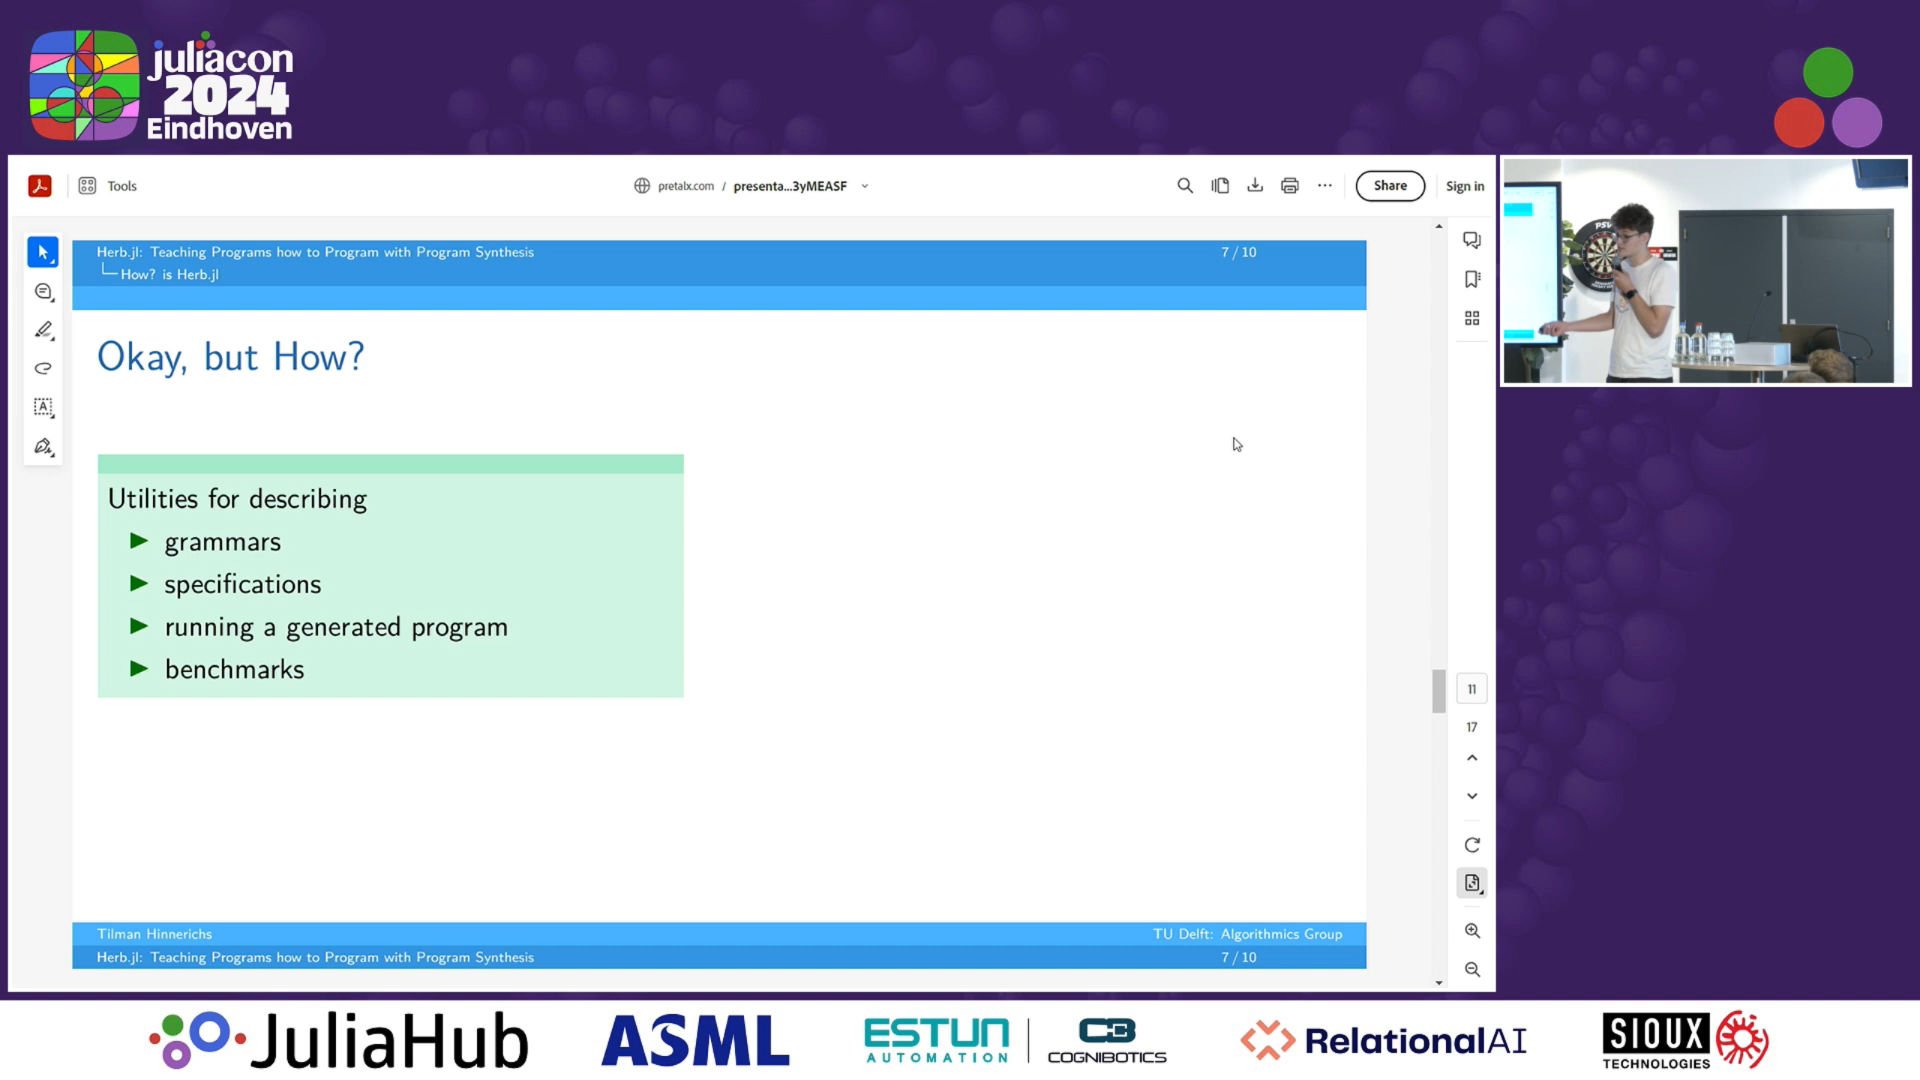 juliacon
2024
Eindhoven
Tools
pretalx.com / presenta...3yMEASF
Share
Sign in
Herb.jl: Teaching Programs how to Program with Program Synthesis
7 / 10
How? is Herb.jl
Okay, but How?
Utilities for describing
grammars
specifications
running a generated program
benchmarks
11
17
Tilman Hinnerichs
TU Delft: Algorithmics Group
Herb.jl: Teaching Programs how to Program with Program Synthesis
7 / 10
PSV
JuliaHub
ASML
ESTUN
AUTOMATION
COGNIBOTICS
RelationalAI
SIOUX
TECHNOLOGIES